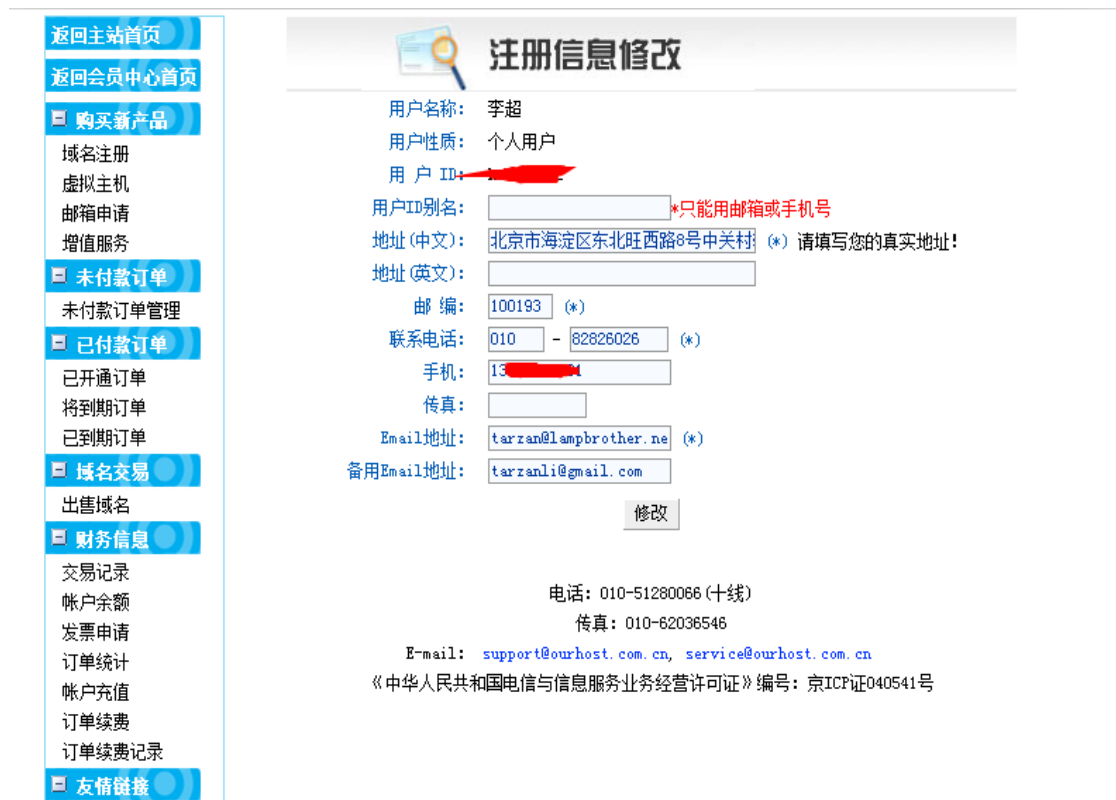 返回主站首页
返回会员中心首页
购买新产品
域名注册
虚拟主机
邮箱申请
增值服务
未付款订单
未付款订单管理
已付款订单
已开通订单
将到期订单
已到期订单
域名交易
出售域名
财务信息
交易记录
帐户余额
发票申请
订单统计
帐户充值
订单续费
订单续费记录
友情链接
注册信息修改
用户名称: 李超
用户性质: 个人用户
用 户 ID:
用户ID别名: *只能用邮箱或手机号
地址(中文): 北京市海淀区东北旺西路8号中关村 (*) 请填写您的真实地址!
地址(英文):
邮 编: 100193 (*)
联系电话: 010 - 82826026 (*)
手机: 13
传真:
Email地址: tarzan@lampbrother.ne (*)
备用Email地址: tarzanli@gmail.com
修改
电话: 010-51280066(十线)
传真: 010-62036546
E-mail: support@ourhost.com.cn, service@ourhost.com.cn
《中华人民共和国电信与信息服务业务经营许可证》编号: 京ICP证040541号